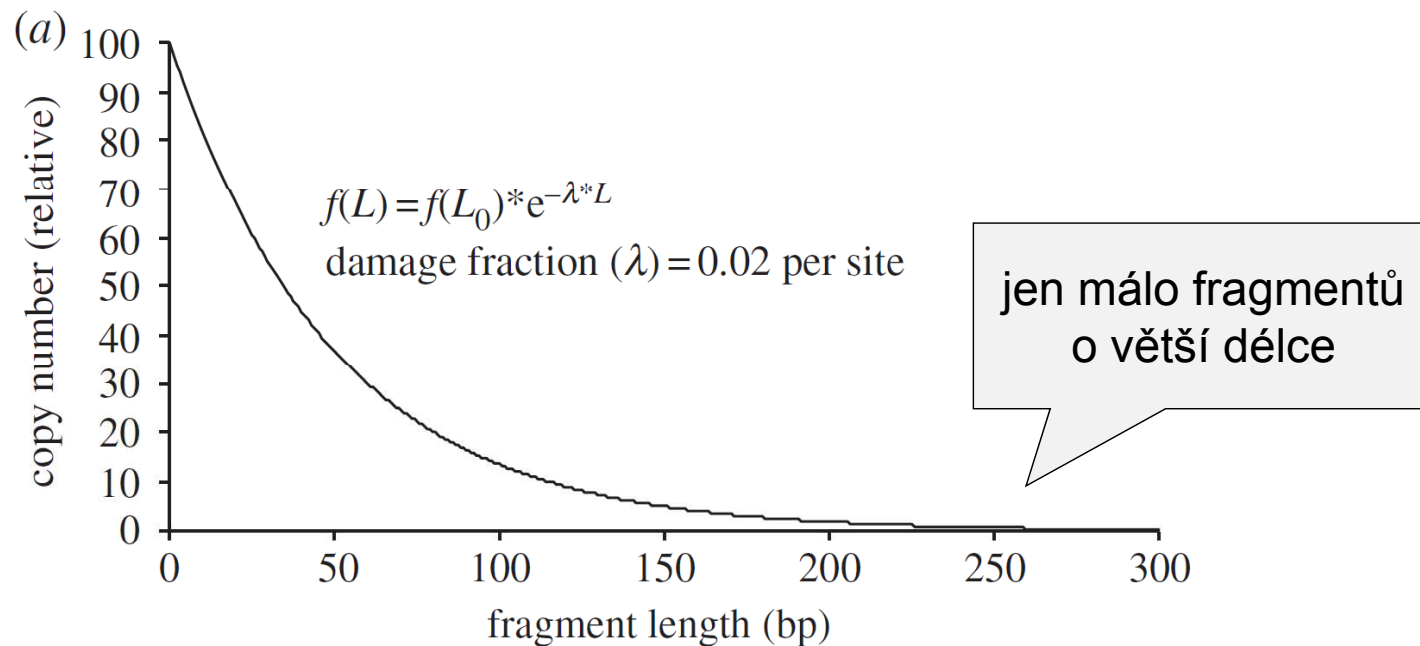 (a)
copy number (relative)
100
90
80
70
60
50
40
30
20
10
0
f(L) = f(L₀)*e^−λ*L
damage fraction (λ) = 0.02 per site
jen málo fragmentů
o větší délce
0 50 100 150 200 250 300
fragment length (bp)